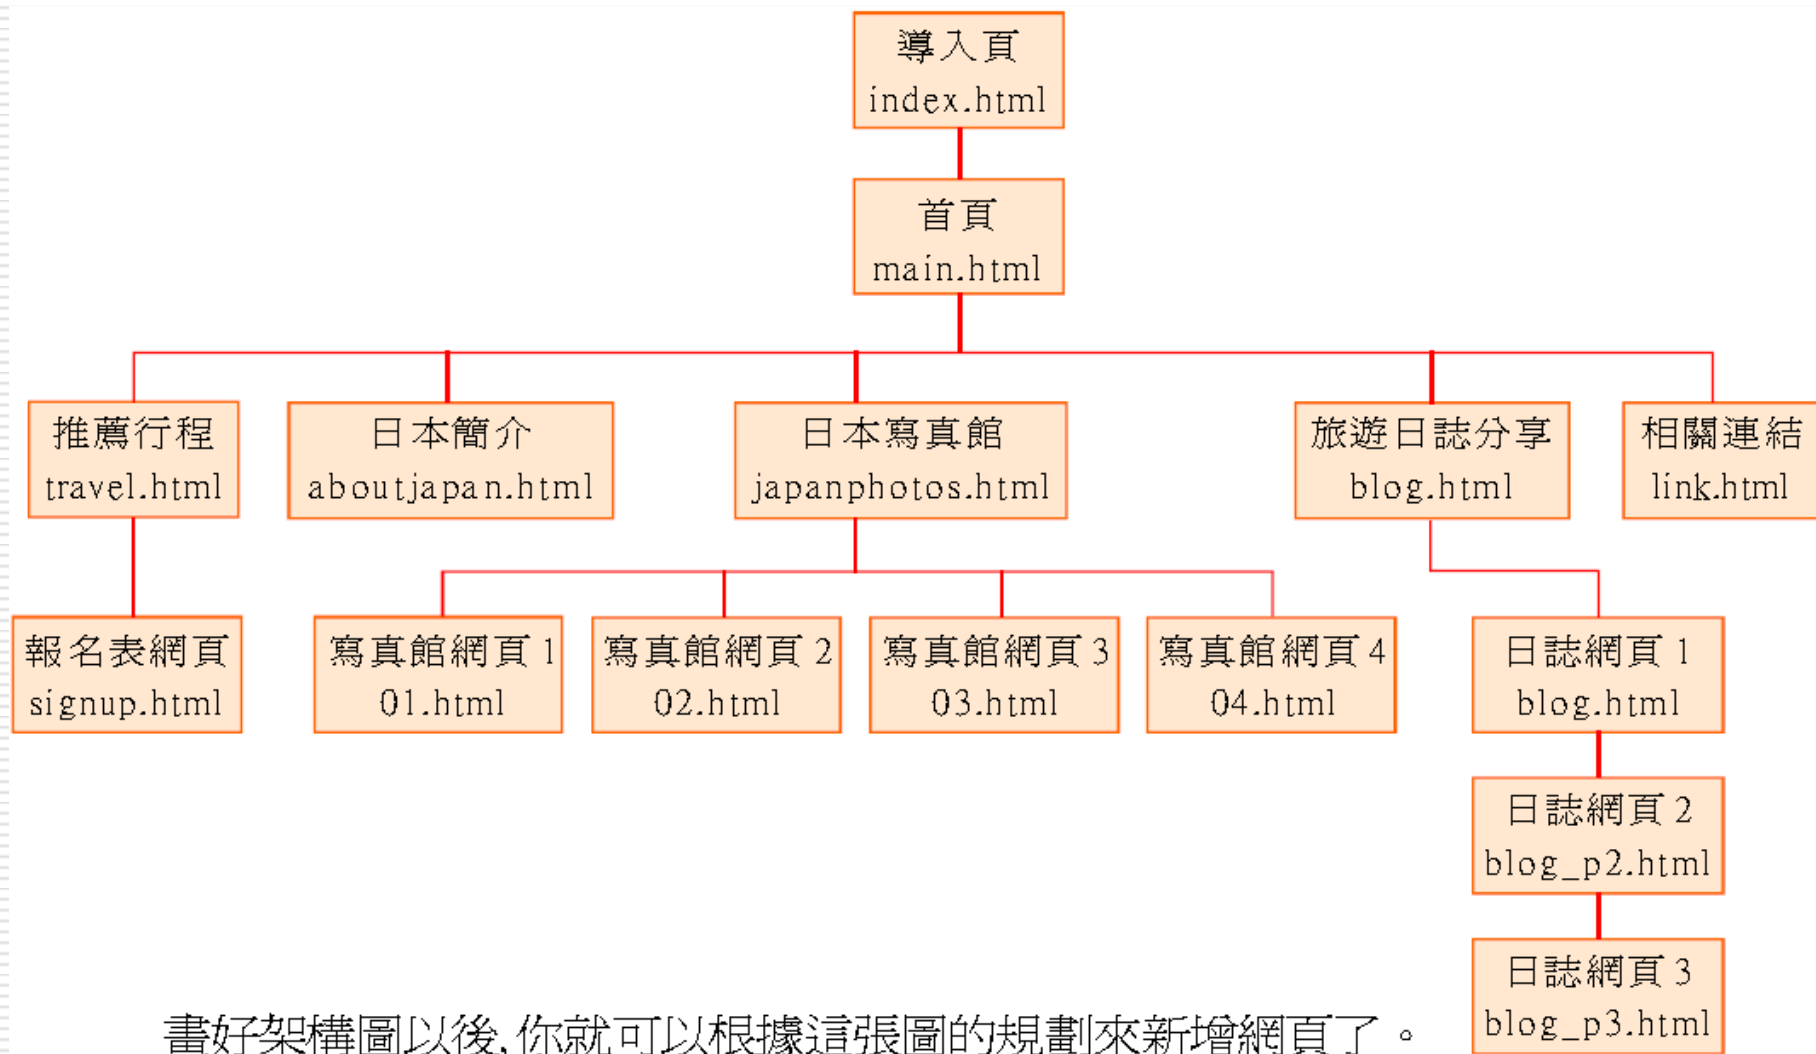 導入頁
index.html
首頁
main.html
推薦行程
travel.html
日本簡介
aboutjapan.html
日本寫真館
japanphotos.html
旅遊日誌分享
blog.html
相關連結
link.html
報名表網頁
signup.html
寫真館網頁1
01.html
寫真館網頁2
02.html
寫真館網頁3
03.html
寫真館網頁4
04.html
日誌網頁1
blog.html
日誌網頁2
blog_p2.html
日誌網頁3
blog_p3.html
畫好架構圖以後,你就可以根據這張圖的規劃來新增網頁了。